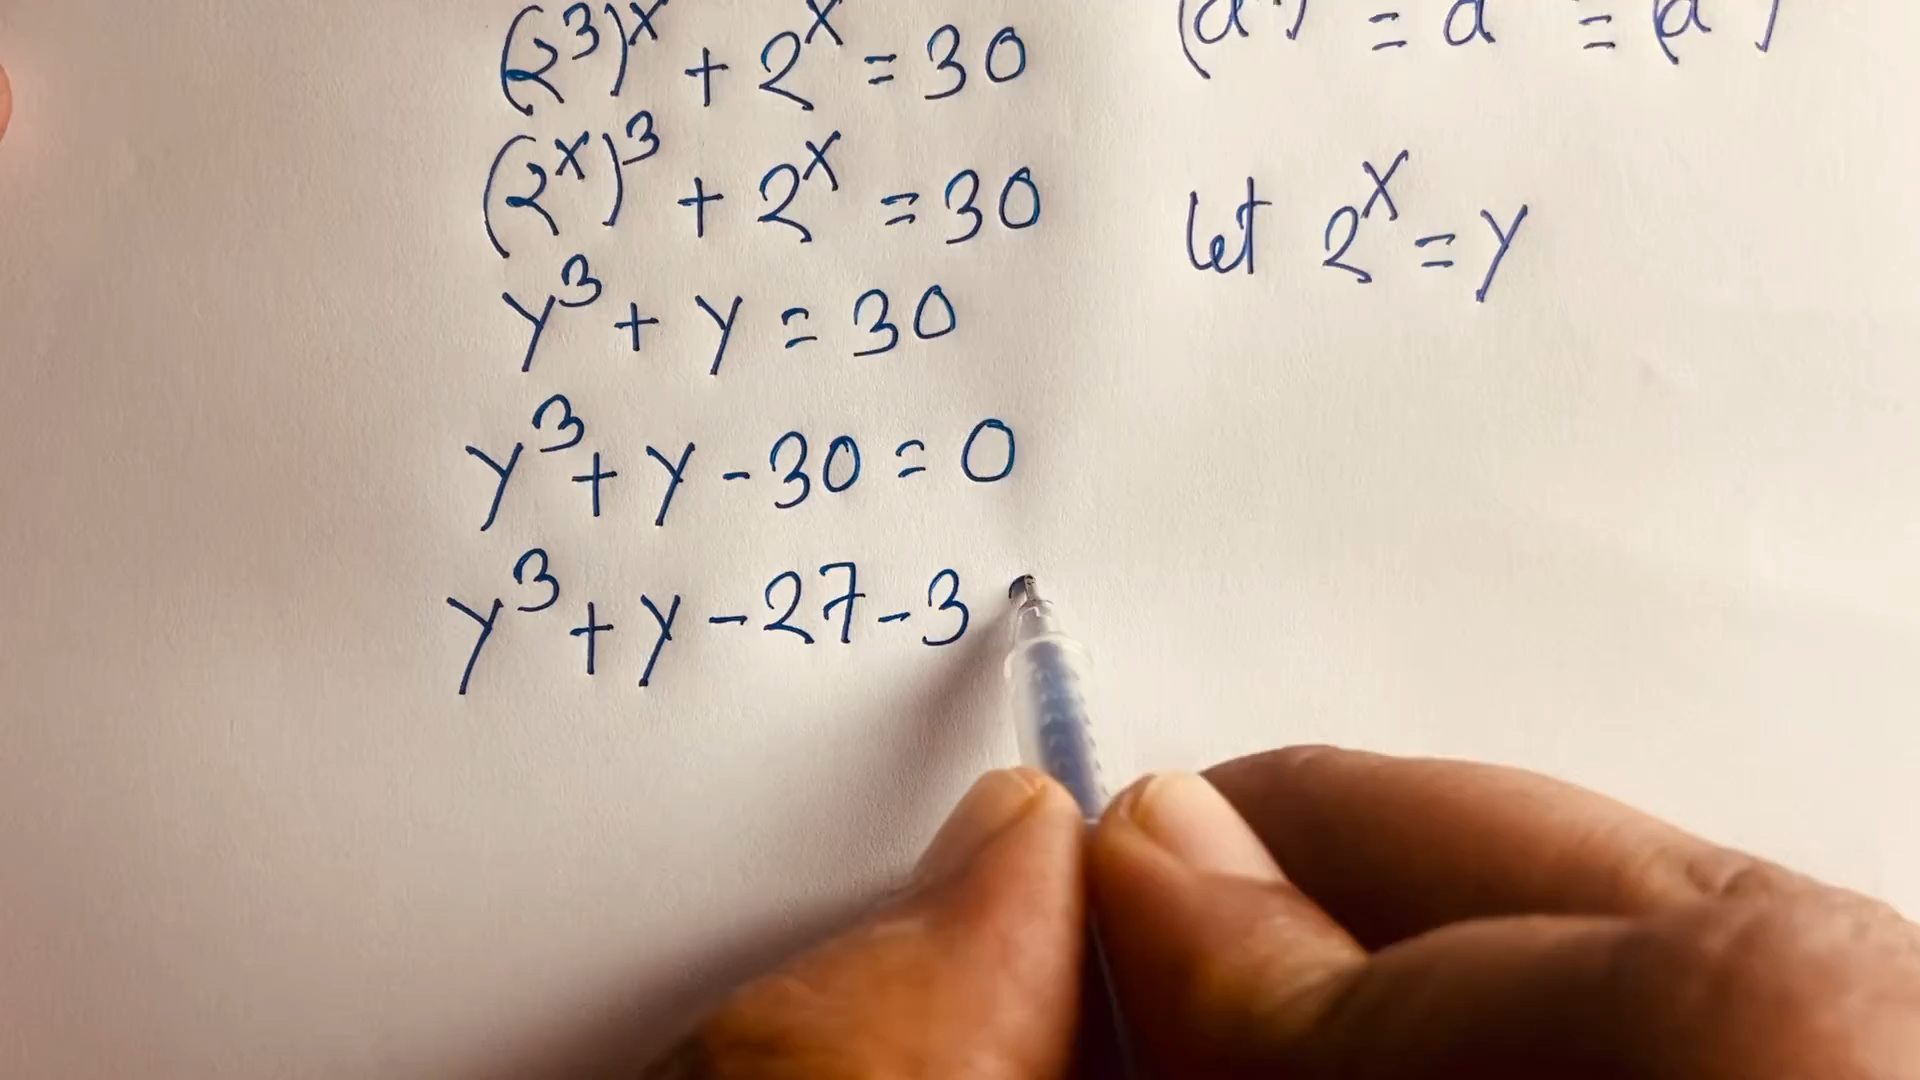 (2³)ˣ + 2ˣ = 30
(2ˣ)³ + 2ˣ = 30
y³ + y = 30
y³ + y - 30 = 0
y³ + y - 27 - 3
= a = (a )
let 2ˣ = y